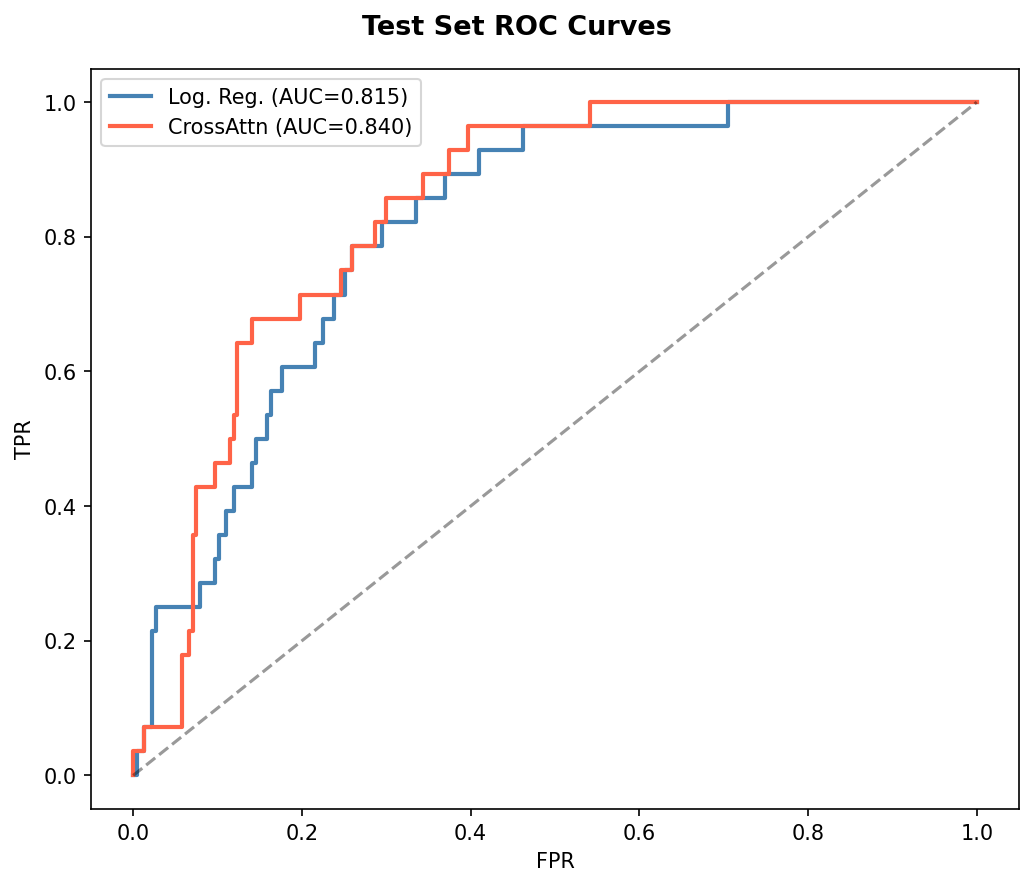 Test Set ROC Curves
Log. Reg. (AUC=0.815)
CrossAttn (AUC=0.840)
TPR
1.0
0.8
0.6
0.4
0.2
0.0
0.0 0.2 0.4 0.6 0.8 1.0
FPR